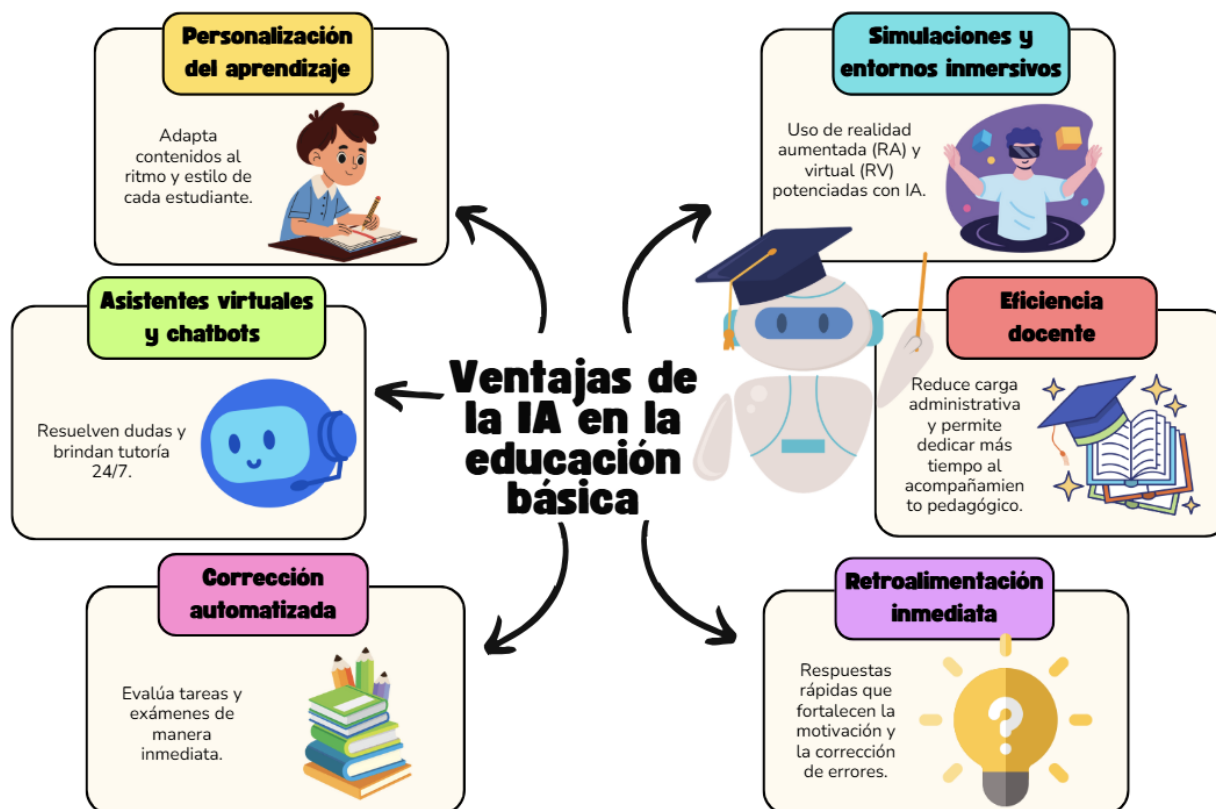 Personalización
del aprendizaje
Adapta
contenidos al
ritmo y estilo de
cada estudiante.
Simulaciones y
entornos inmersivos
Uso de realidad
aumentada (RA) y
virtual (RV)
potenciadas con IA.
Asistentes virtuales
y chatbots
Resuelven dudas y
brindan tutoría
24/7.
Ventajas de
la IA en la
educación
básica
Eficiencia
docente
Reduce carga
administrativa
y permite
dedicar más
tiempo al
acompañamien
to pedagógico.
Corrección
automatizada
Evalúa tareas y
exámenes de
manera
inmediata.
Retroalimentación
inmediata
Respuestas
rápidas que
fortalecen la
motivación y
la corrección
de errores.
?